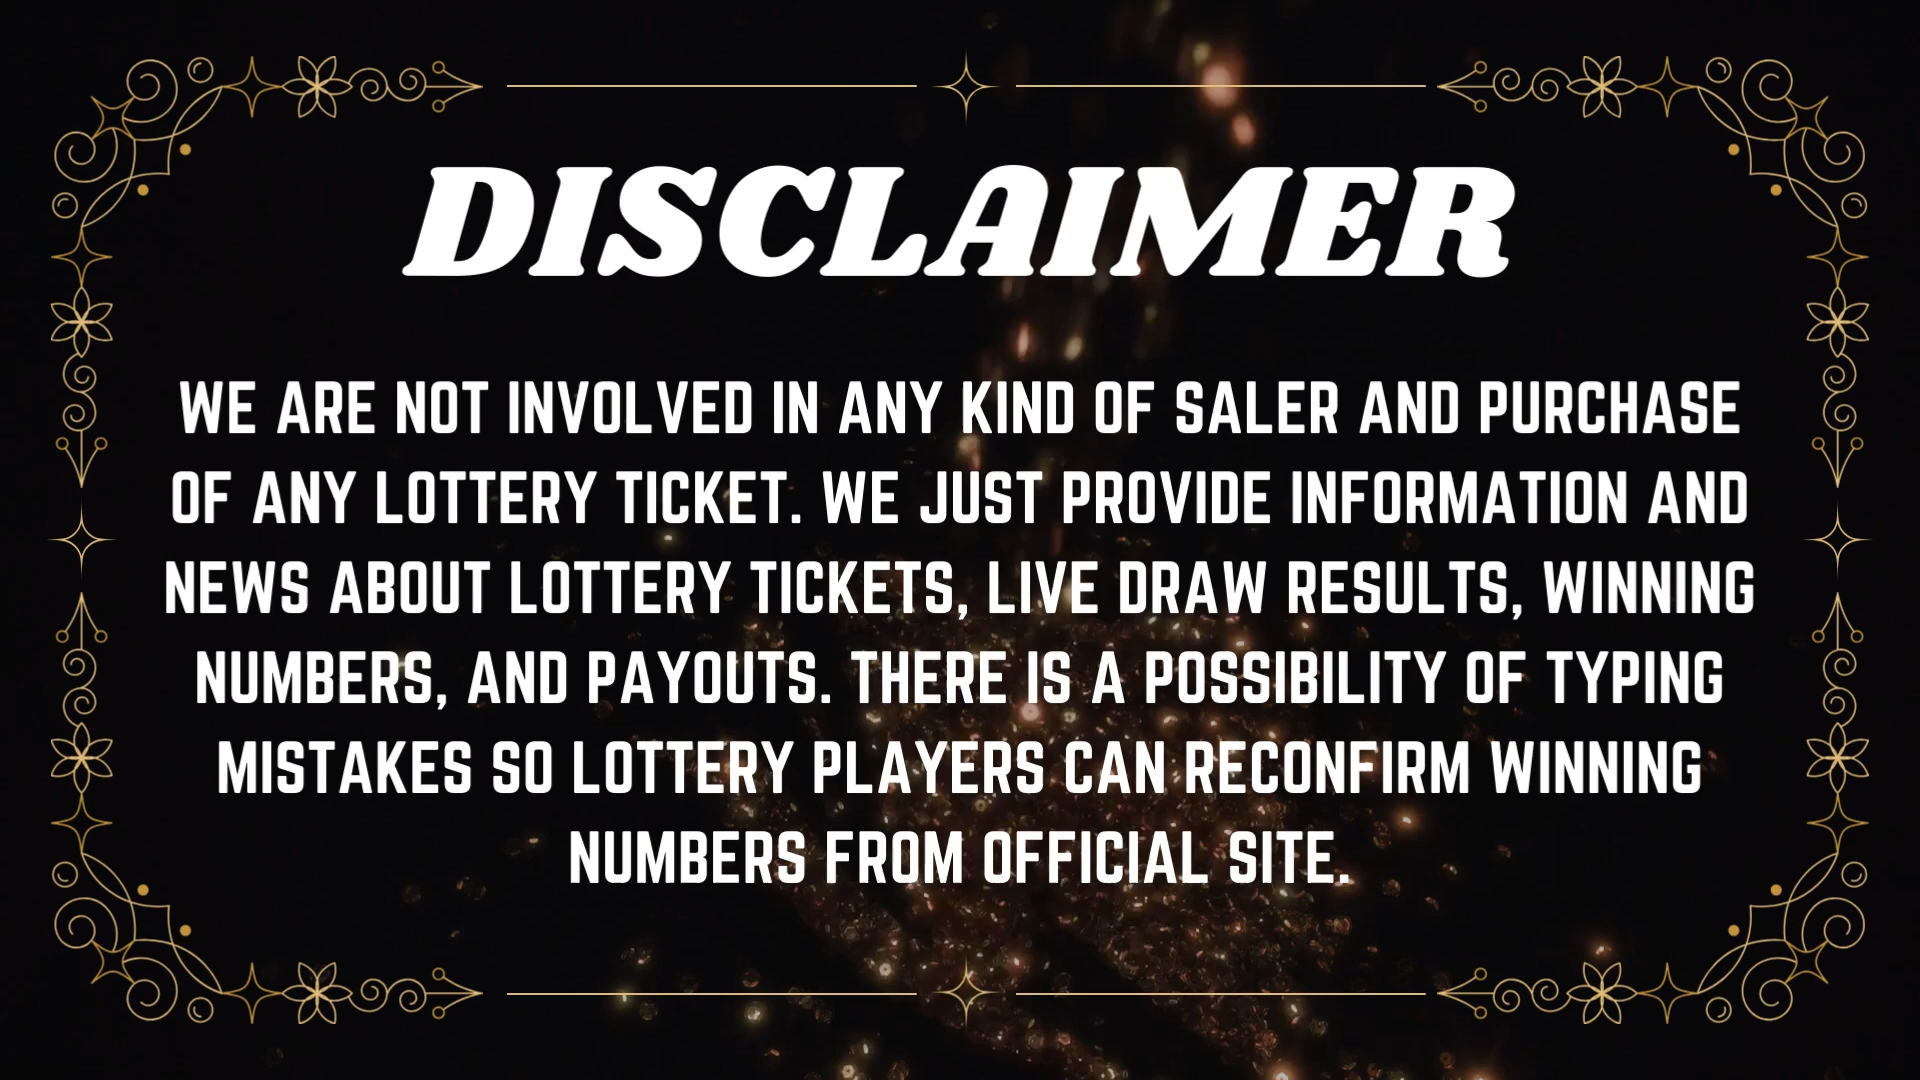 DISCLAIMER
WE ARE NOT INVOLVED IN ANY KIND OF SALER AND PURCHASE
OF ANY LOTTERY TICKET. WE JUST PROVIDE INFORMATION AND
NEWS ABOUT LOTTERY TICKETS, LIVE DRAW RESULTS, WINNING
NUMBERS, AND PAYOUTS. THERE IS A POSSIBILITY OF TYPING
MISTAKES SO LOTTERY PLAYERS CAN RECONFIRM WINNING
NUMBERS FROM OFFICIAL SITE.